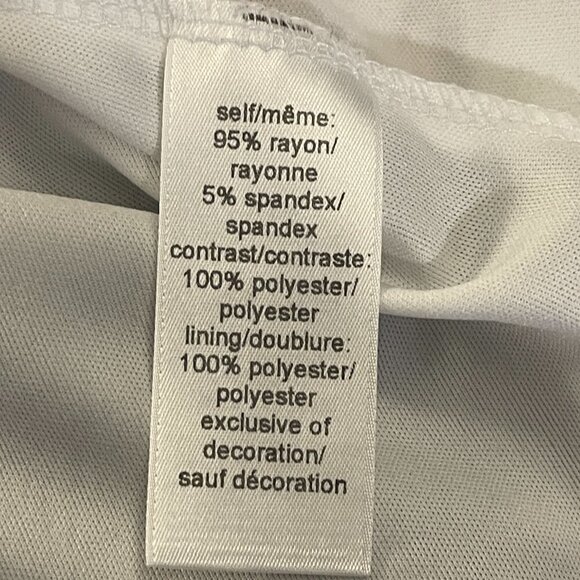 self/même:
95% rayon/
rayonne
5% spandex/
spandex
contrast/contraste:
100% polyester/
polyester
lining/doublure:
100% polyester/
polyester
exclusive of
decoration/
sauf décoration